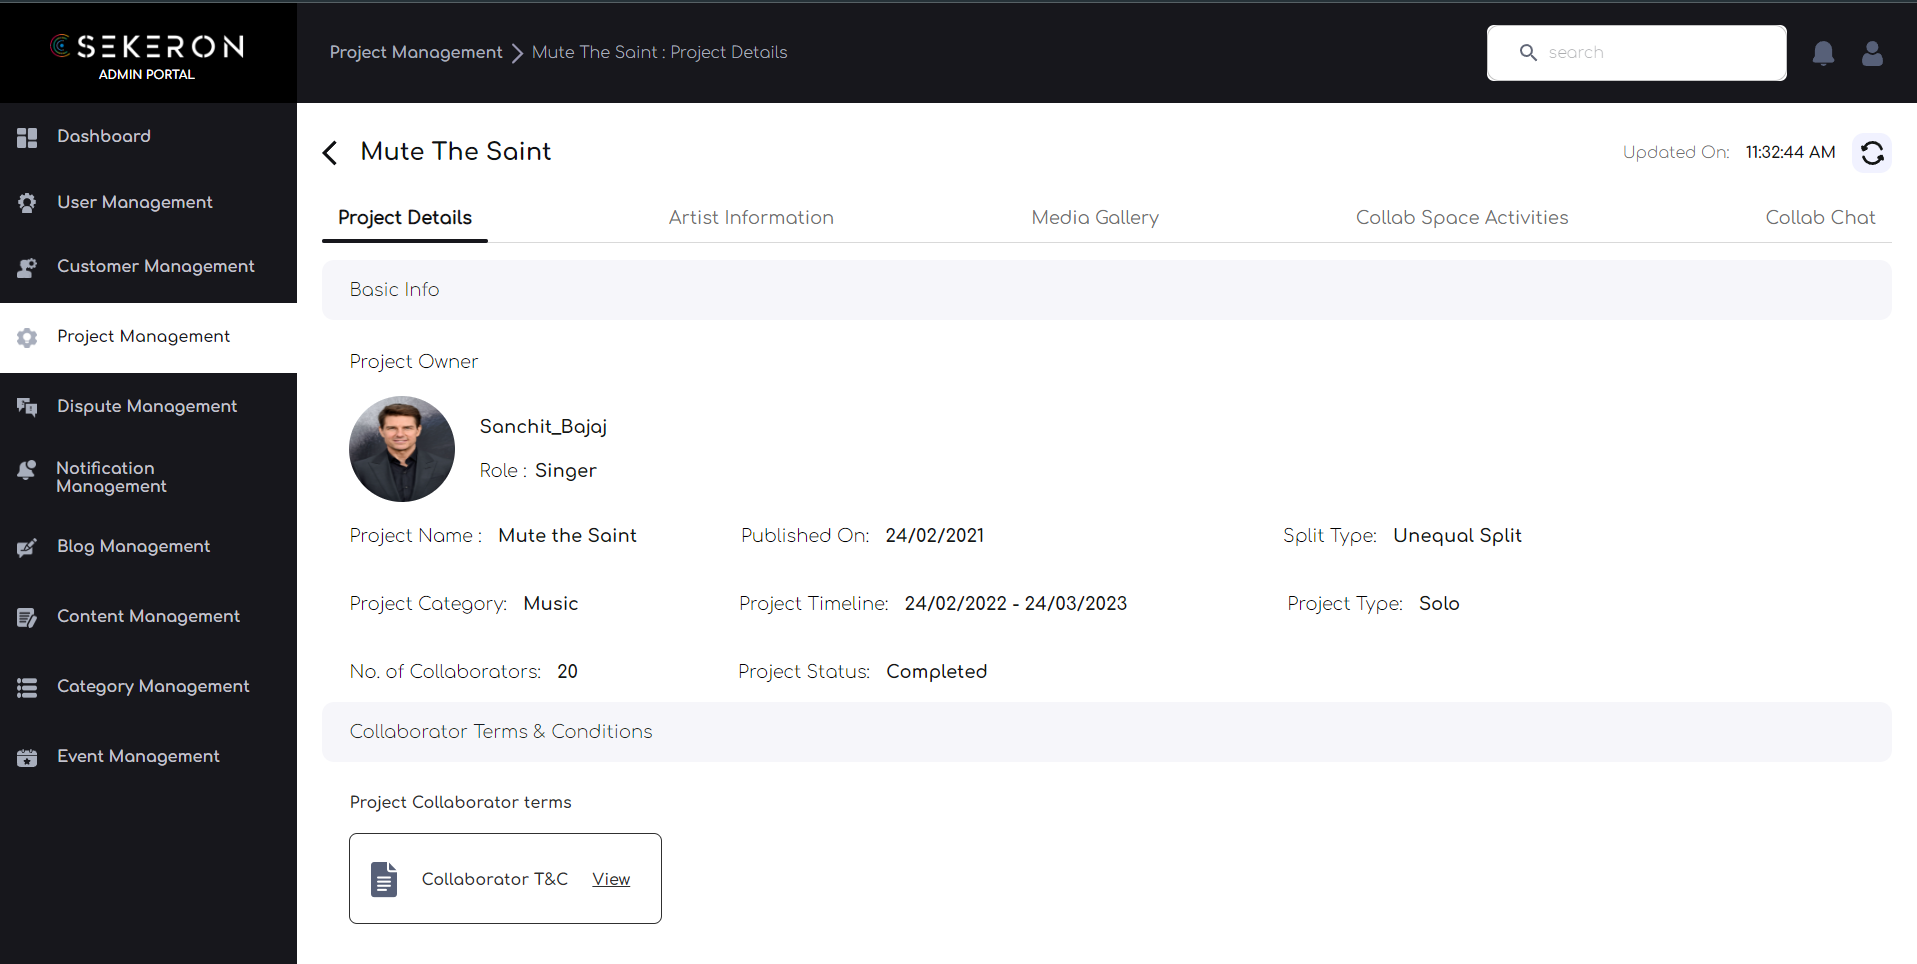 SEKERON
ADMIN PORTAL
Project Management > Mute The Saint : Project Details
search
Dashboard
User Management
Customer Management
Project Management
Dispute Management
Notification
Management
Blog Management
Content Management
Category Management
Event Management
Mute The Saint
Updated On: 11:32:44 AM
Project Details Artist Information Media Gallery Collab Space Activities Collab Chat
Basic Info
Project Owner
Sanchit_Bajaj
Role : Singer
Project Name : Mute the Saint Published On: 24/02/2021 Split Type: Unequal Split
Project Category: Music Project Timeline: 24/02/2022 - 24/03/2023 Project Type: Solo
No. of Collaborators: 20 Project Status: Completed
Collaborator Terms & Conditions
Project Collaborator terms
Collaborator T&C View